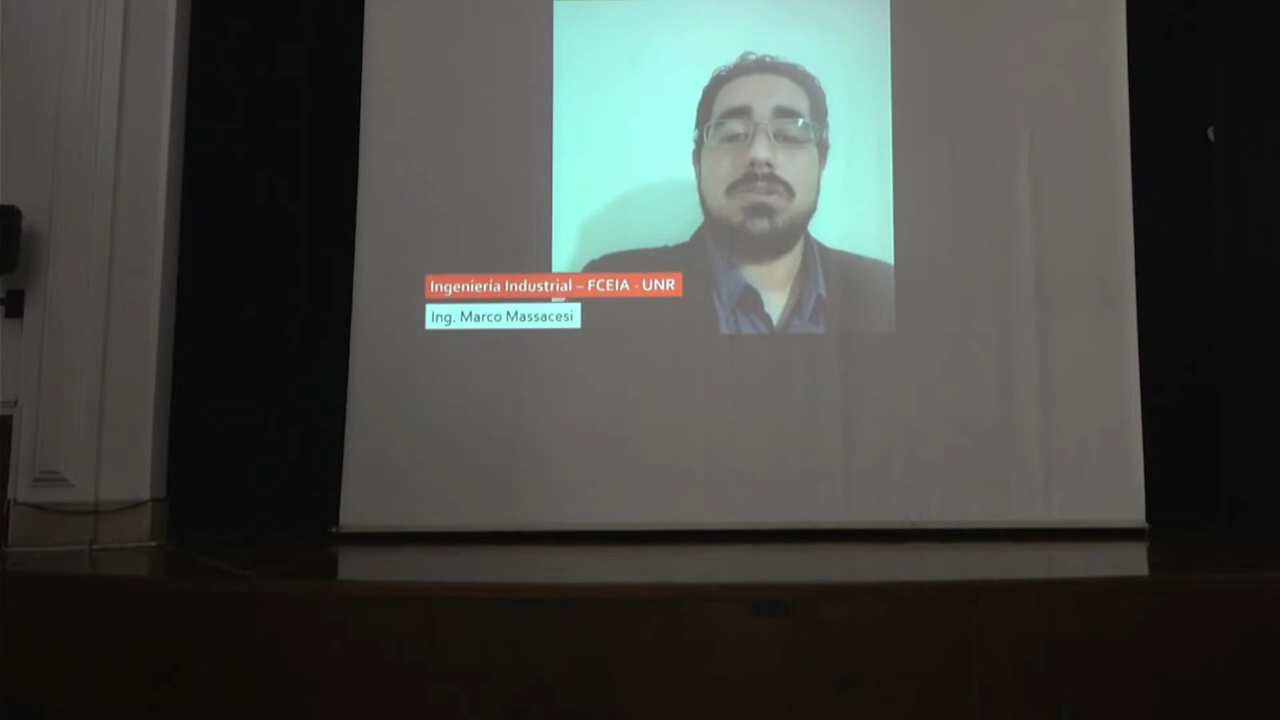 Ingeniería Industrial – FCEIA - UNR
Ing. Marco Massacesi